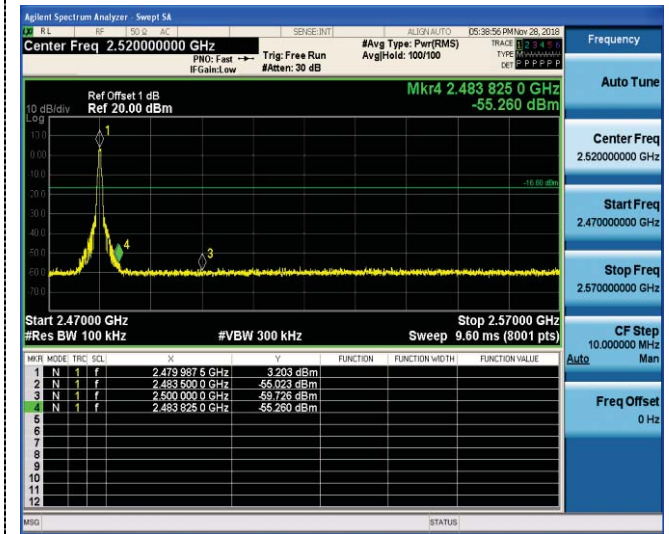 Agilent Spectrum Analyzer - Swept SA
RL RF 50 Ω AC SENSE:INT ALIGN AUTO 05:38:56 PM Nov 28, 2018
Center Freq 2.520000000 GHz
PNO: Fast
IFGain:Low
Trig: Free Run
#Atten: 30 dB
#Avg Type: Pwr(RMS)
Avg|Hold: 100/100
TRACE 1 2 3 4 5 6
TYPE
DET P P P P P P
Ref Offset 1 dB
Ref 20.00 dBm
10 dB/div
Log
Mkr4 2.483 825 0 GHz
-55.260 dBm
10.0
0.00
-10.0
-20.0
-30.0
-40.0
-50.0
-60.0
-70.0
1
4
3
-16.80 dBm
Start 2.47000 GHz
Stop 2.57000 GHz
#Res BW 100 kHz
#VBW 300 kHz
Sweep 9.60 ms (8001 pts)
MKR MODE TRC SCL X Y FUNCTION FUNCTION WIDTH FUNCTION VALUE
1 N 1 f 2.479 987 5 GHz 3.203 dBm
2 N 1 f 2.483 500 0 GHz -55.023 dBm
3 N 1 f 2.500 000 0 GHz -59.726 dBm
4 N 1 f 2.483 825 0 GHz -55.260 dBm
5
6
7
8
9
10
11
12
MSG
STATUS
Frequency
Auto Tune
Center Freq
2.520000000 GHz
Start Freq
2.470000000 GHz
Stop Freq
2.570000000 GHz
CF Step
10.000000 MHz
Auto Man
Freq Offset
0 Hz